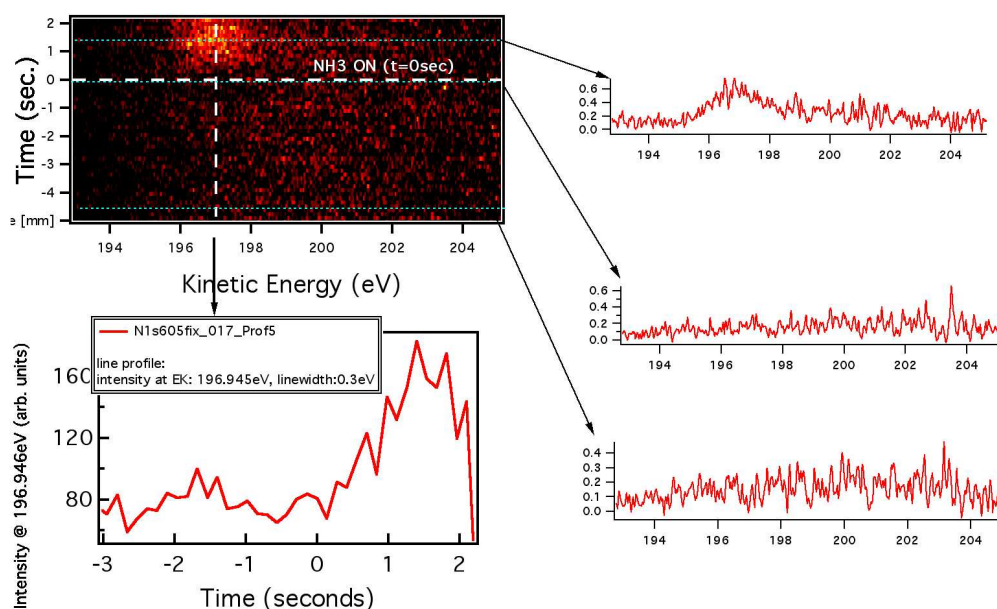 2
1
0
-1
-2
-3
-4
Time (sec.)
e [mm]
NH3 ON (t=0sec)
194 196 198 200 202 204
Kinetic Energy (eV)
0.6
0.4
0.2
0.0
194 196 198 200 202 204
0.6
0.4
0.2
0.0
194 196 198 200 202 204
0.4
0.3
0.2
0.1
0.0
194 196 198 200 202 204
N1s605fix_017_Prof5
line profile:
intensity at EK: 196.945eV, linewidth:0.3eV
Intensity @ 196.946eV (arb. units)
160
120
80
-3 -2 -1 0 1 2
Time (seconds)